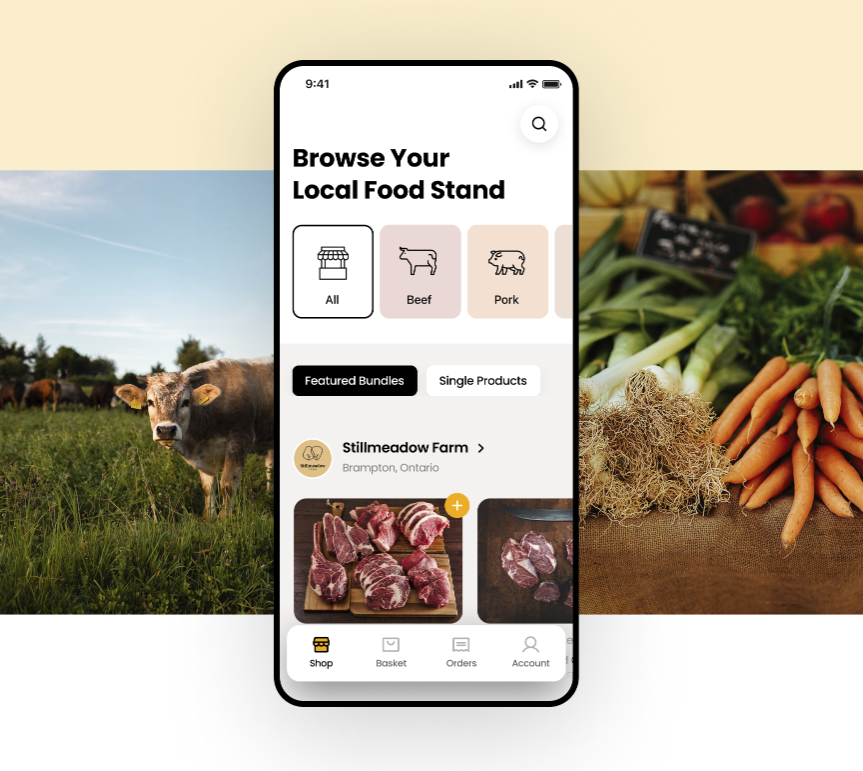 9:41
Browse Your
Local Food Stand
All
Beef
Pork
Featured Bundles
Single Products
Stillmeadow Farm
Brampton, Ontario
Shop
Basket
Orders
Account